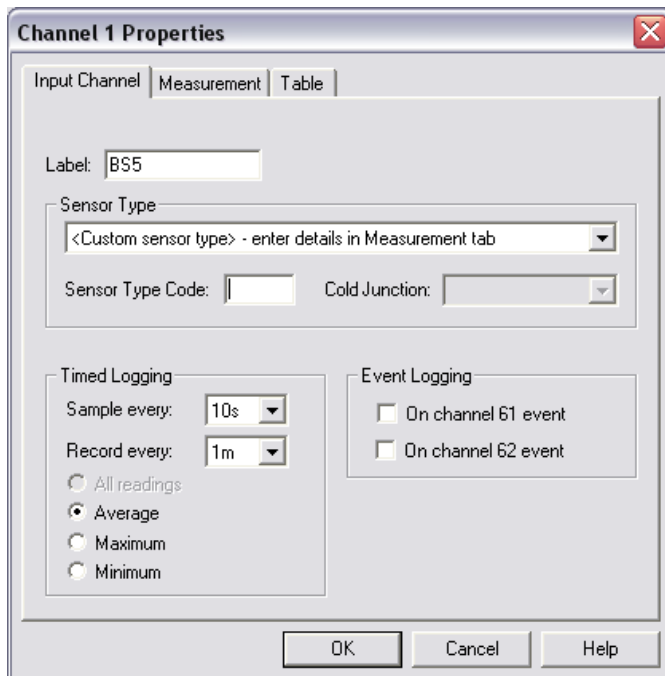 Channel 1 Properties
Input Channel Measurement Table
Label: BS5
Sensor Type
<Custom sensor type> - enter details in Measurement tab
Sensor Type Code: Cold Junction:
Timed Logging
Sample every: 10s
Record every: 1m
All readings
Average
Maximum
Minimum
Event Logging
On channel 61 event
On channel 62 event
OK Cancel Help